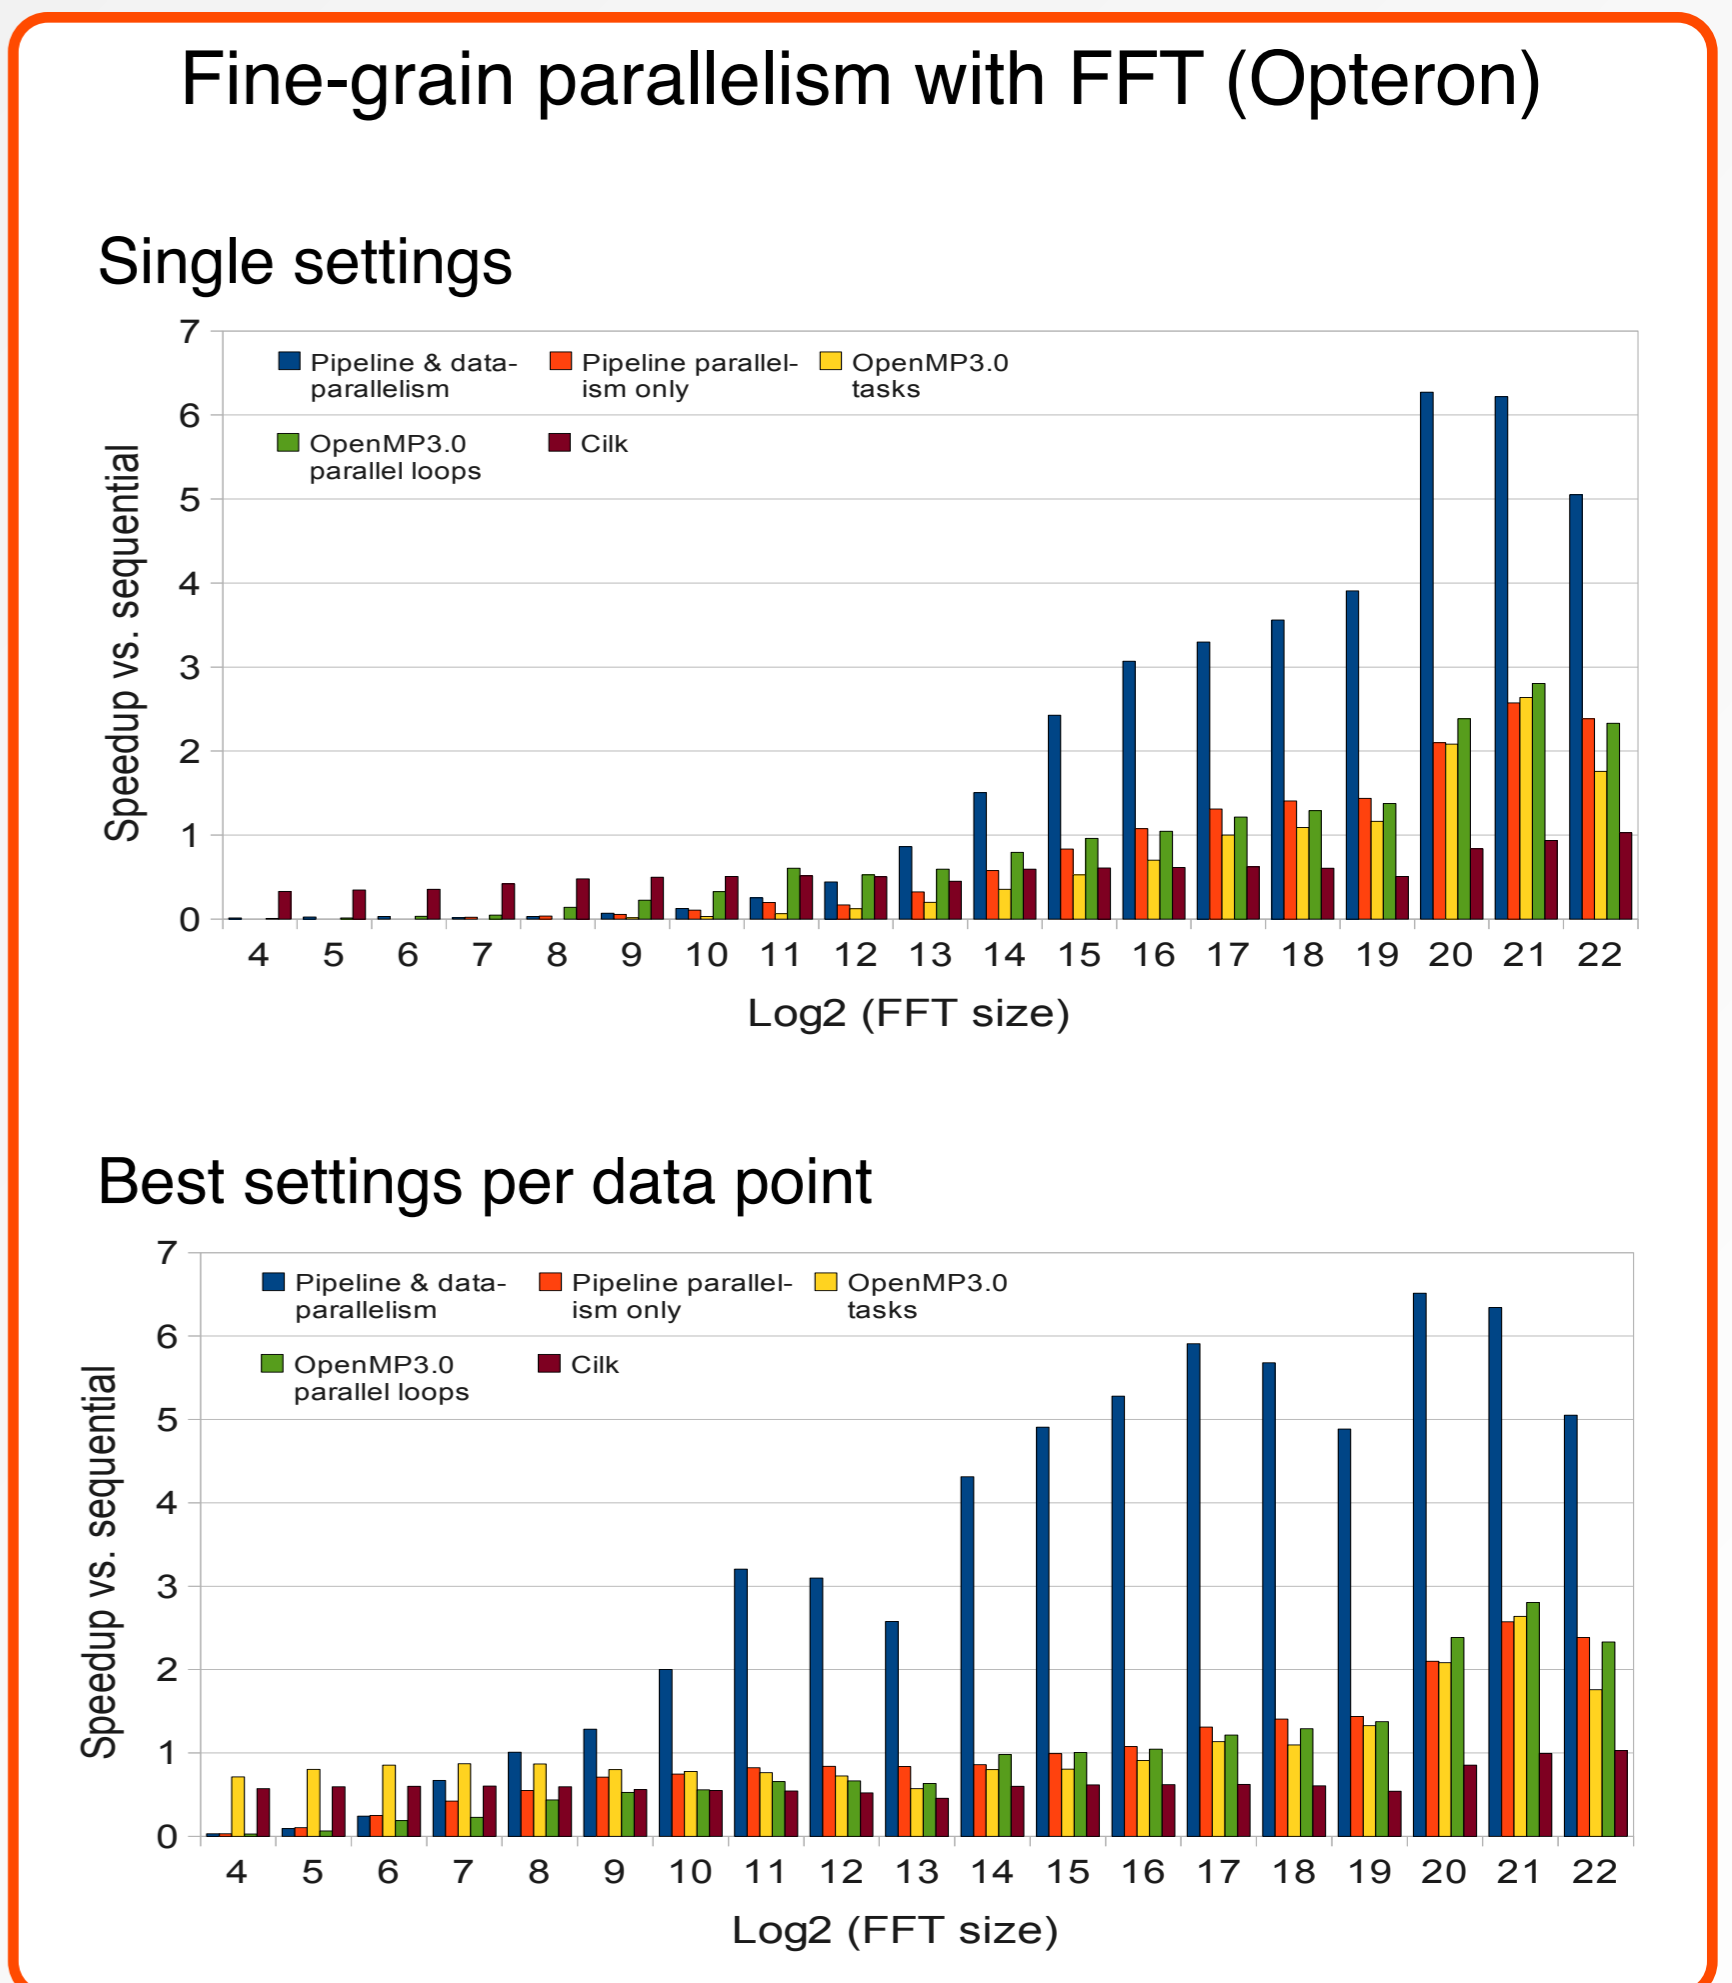 Fine-grain parallelism with FFT (Opteron)
Single settings
7
6
5
4
3
2
1
0
Speedup vs. sequential
Pipeline & data-
parallelism
Pipeline parallel-
ism only
OpenMP3.0
tasks
OpenMP3.0
parallel loops
Cilk
4 5 6 7 8 9 10 11 12 13 14 15 16 17 18 19 20 21 22
Log2 (FFT size)
Best settings per data point
7
6
5
4
3
2
1
0
Speedup vs. sequential
Pipeline & data-
parallelism
Pipeline parallel-
ism only
OpenMP3.0
tasks
OpenMP3.0
parallel loops
Cilk
4 5 6 7 8 9 10 11 12 13 14 15 16 17 18 19 20 21 22
Log2 (FFT size)